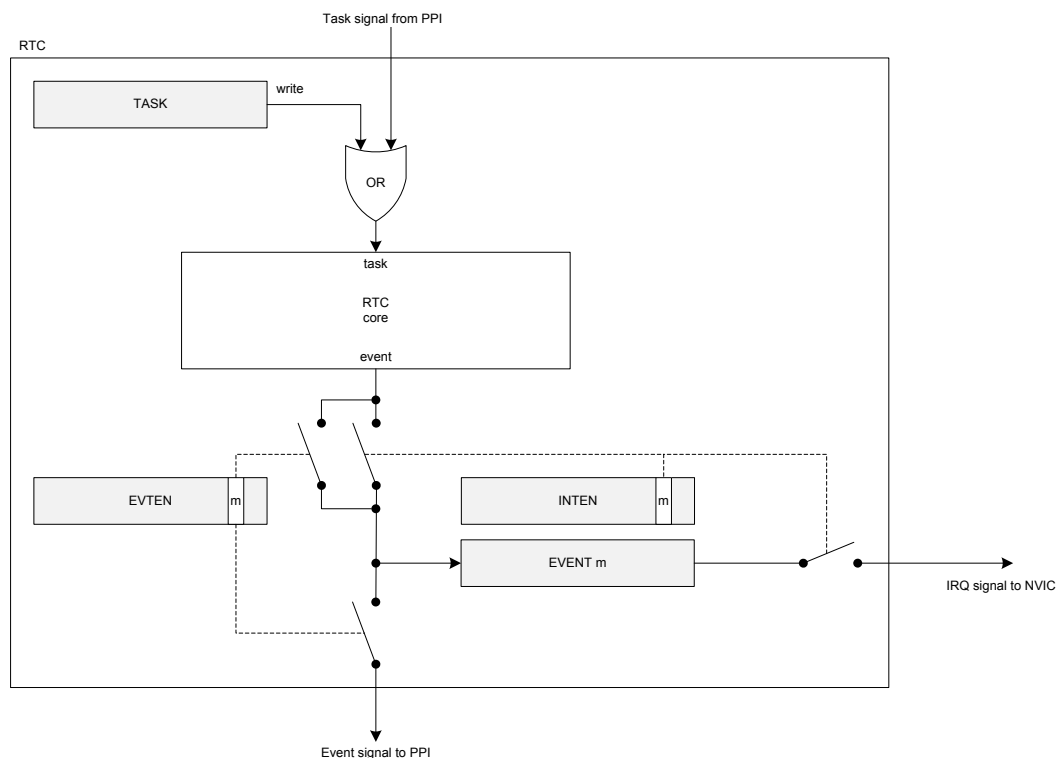 Task signal from PPI
RTC
write
TASK
OR
task
RTC
core
event
EVTEN
m
INTEN
m
EVENT m
IRQ signal to NVIC
Event signal to PPI